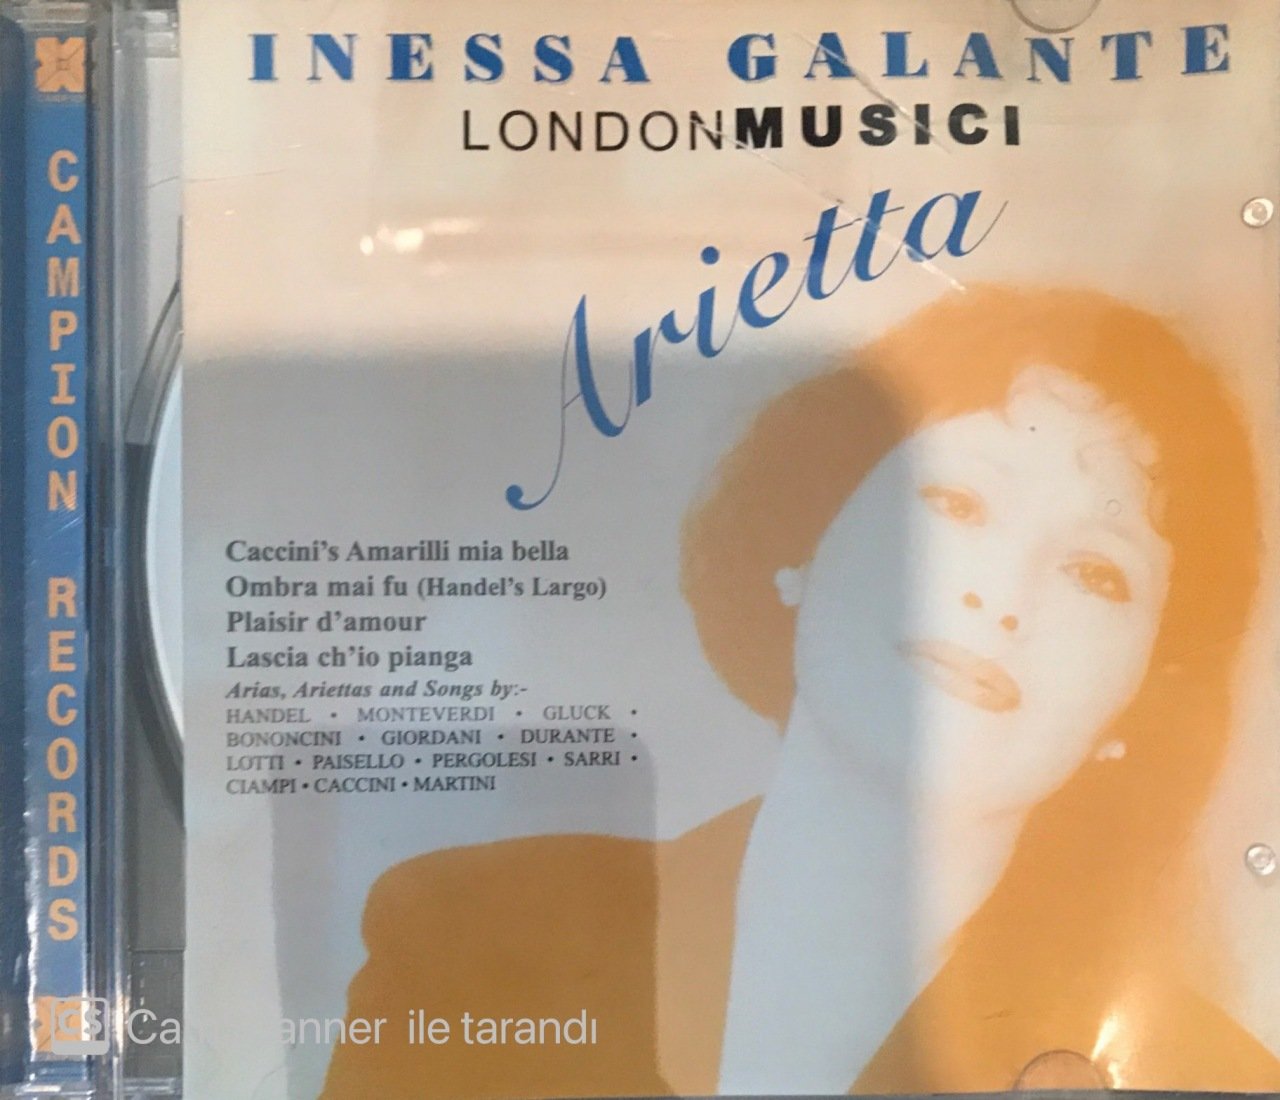 INESSA GALANTE
LONDONMUSICI
Arietta
Caccini's Amarilli mia bella
Ombra mai fu (Handel's Largo)
Plaisir d'amour
Lascia ch'io pianga
Arias, Ariettas and Songs by:-
HANDEL • MONTEVERDI • GLUCK •
BONONCINI • GIORDANI • DURANTE •
LOTTI • PAISELLO • PERGOLESI • SARRI •
CIAMPI • CACCINI • MARTINI
CAMPION RECORDS
CS ile tarandı